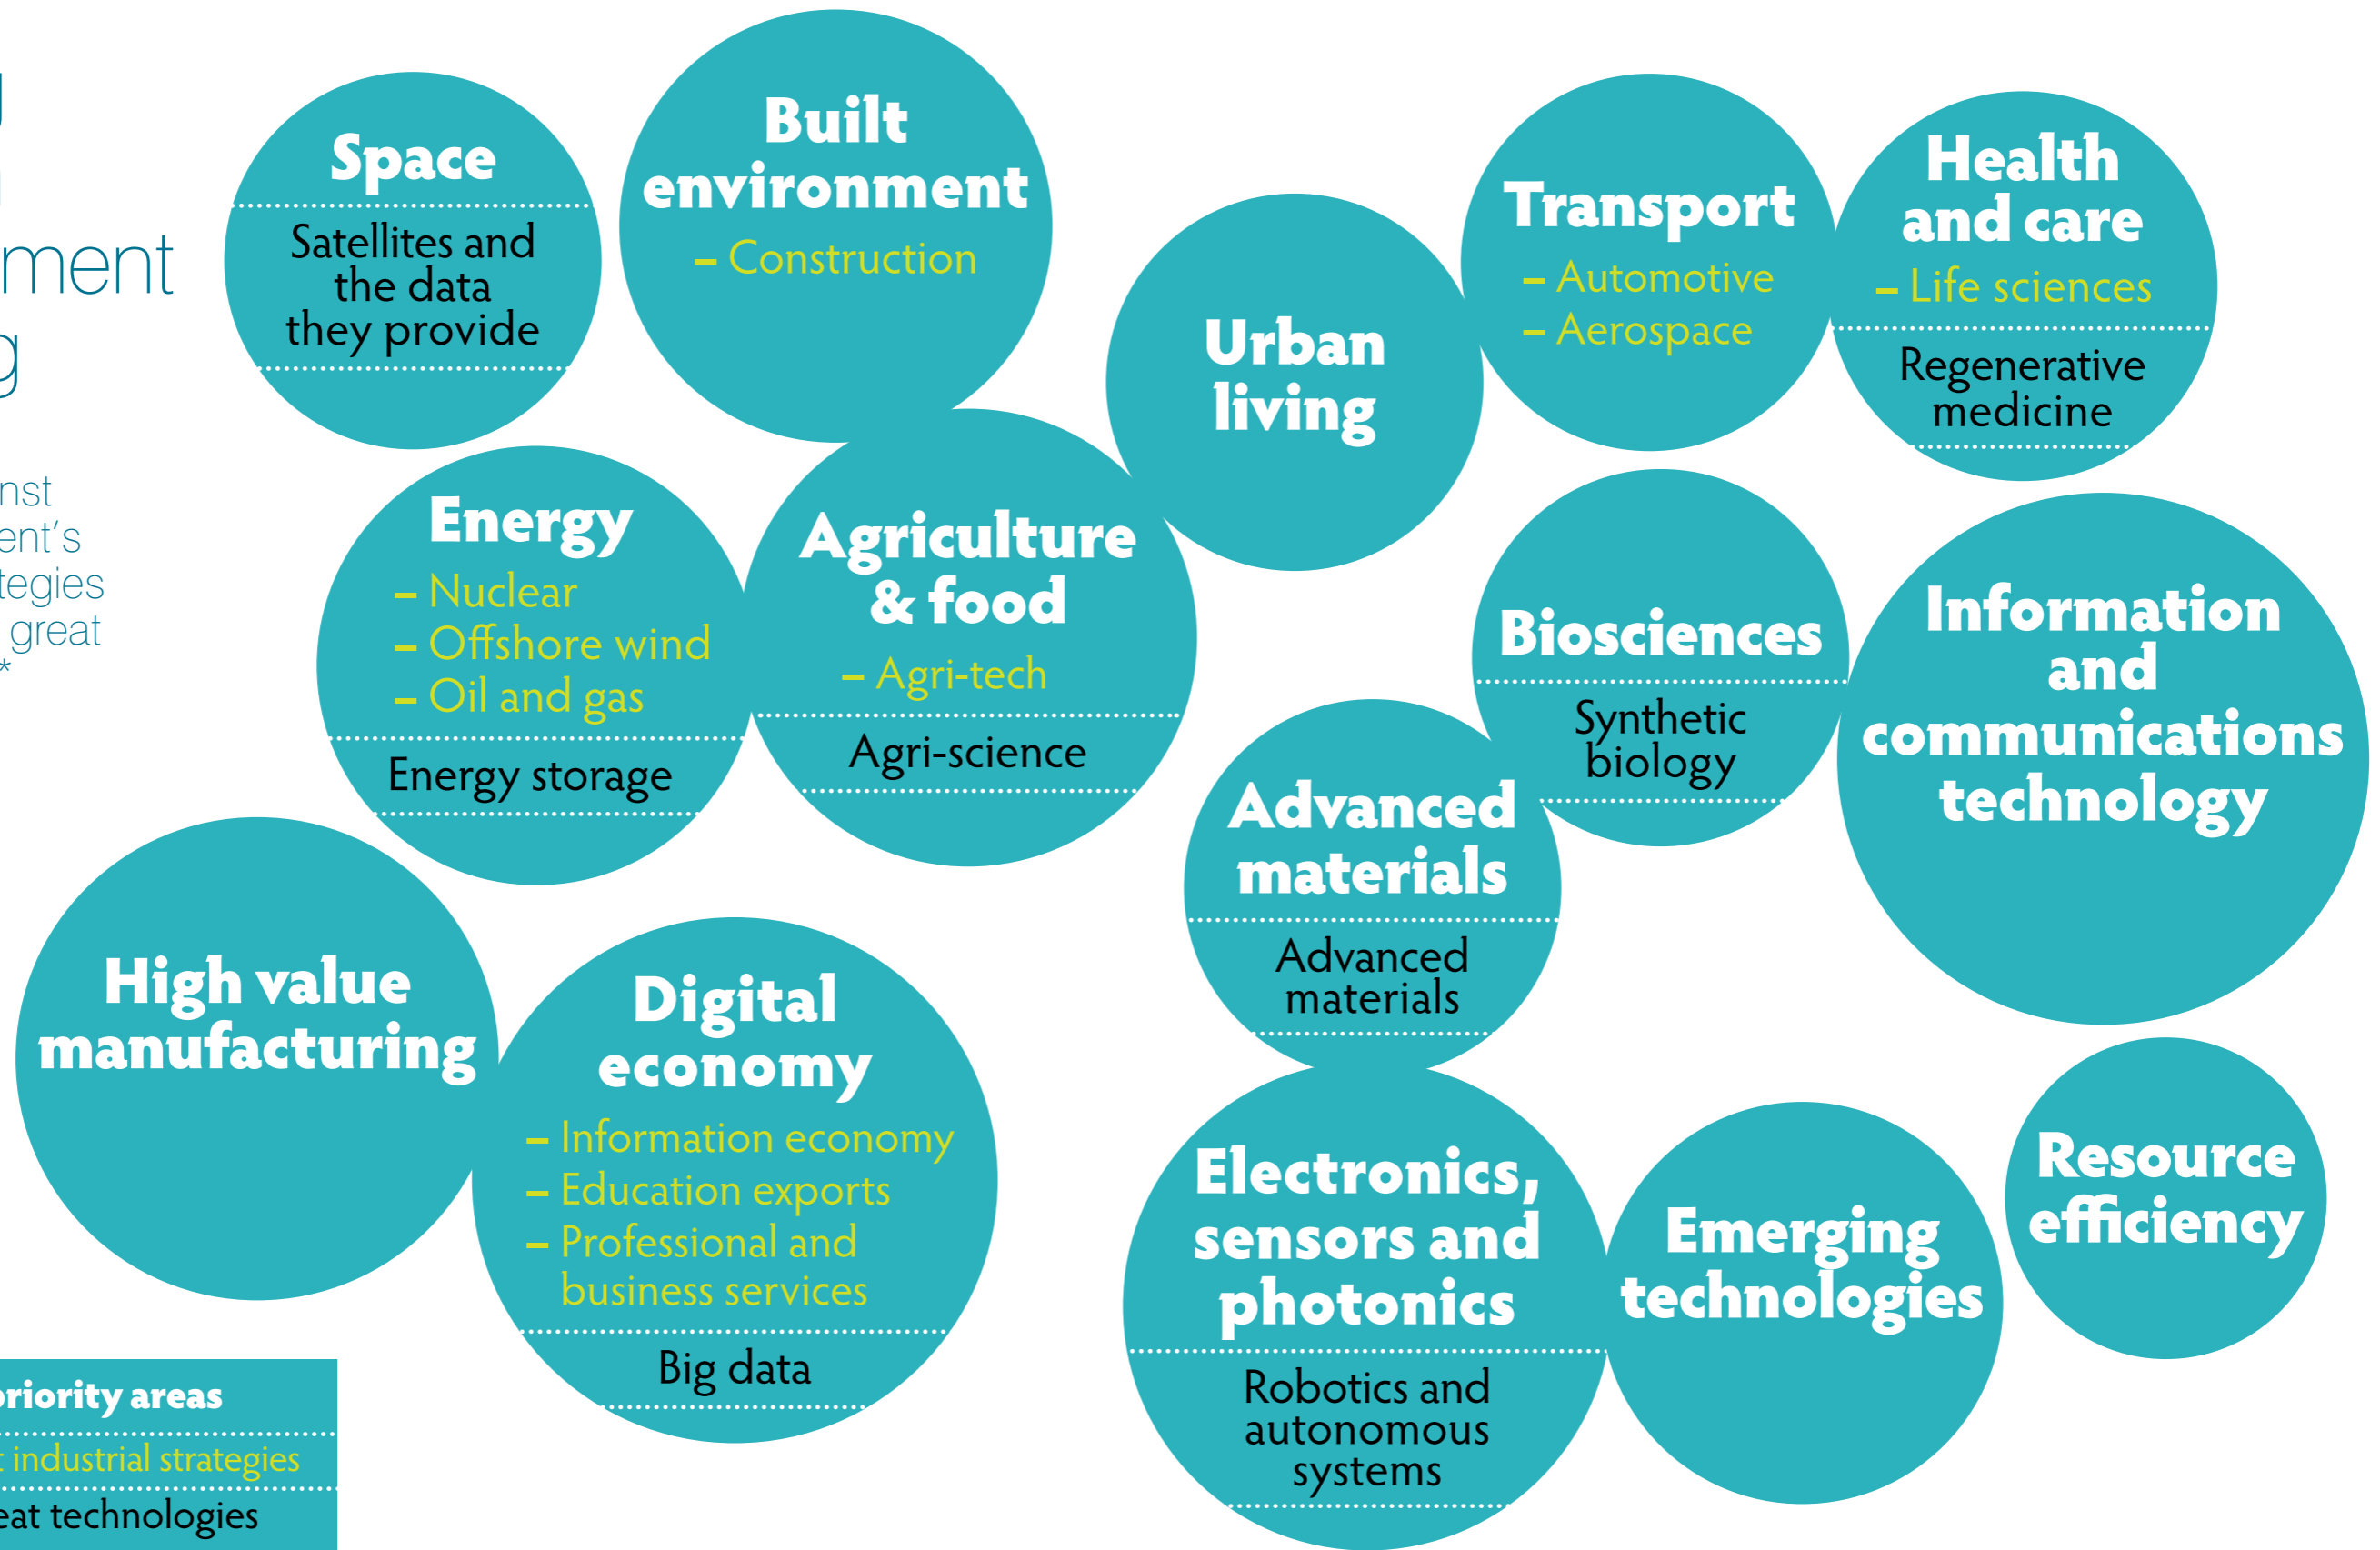 ment
ent's
tegies
great
*
Space
Satellites and
the data
they provide
Built
environment
– Construction
Urban
living
Transport
– Automotive
– Aerospace
Health
and care
– Life sciences
Regenerative
medicine
Energy
– Nuclear
– Offshore wind
– Oil and gas
Energy storage
Agriculture
& food
– Agri-tech
Agri-science
Biosciences
Synthetic
biology
Information
and
communications
technology
Advanced
materials
Advanced
materials
High value
manufacturing
Digital
economy
– Information economy
– Education exports
– Professional and
business services
Big data
Electronics,
sensors and
photonics
Robotics and
autonomous
systems
Emerging
technologies
Resource
efficiency
priority areas
t industrial strategies
eat technologies